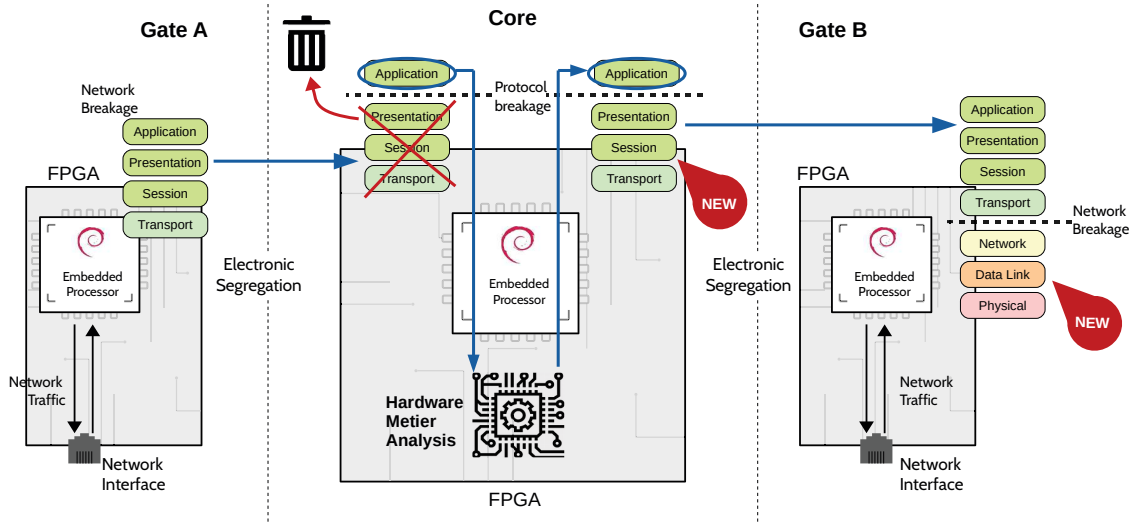 Gate A
Network
Breakage
Application
Presentation
Session
Transport
FPGA
Embedded
Processor
Network
Traffic
Network
Interface
Electronic
Segregation
Core
Application
Presentation
Session
Transport
Protocol
breakage
Application
Presentation
Session
Transport
NEW
Embedded
Processor
Hardware
Metier
Analysis
FPGA
Electronic
Segregation
Gate B
FPGA
Application
Presentation
Session
Transport
Network
Breakage
Network
Data Link
Physical
NEW
Embedded
Processor
Network
Traffic
Network
Interface